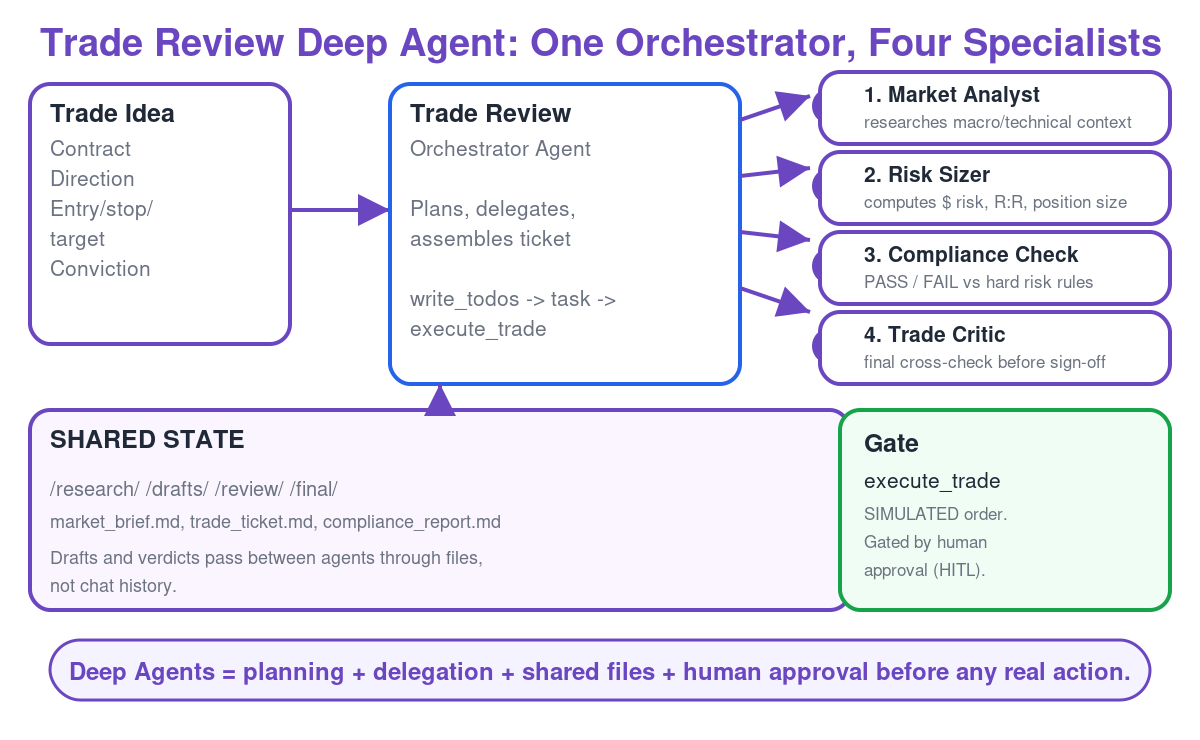 Trade Review Deep Agent: One Orchestrator, Four Specialists
Trade Idea
Contract
Direction
Entry/stop/
target
Conviction
Trade Review
Orchestrator Agent
Plans, delegates,
assembles ticket
write_todos -> task ->
execute_trade
1. Market Analyst
researches macro/technical context
2. Risk Sizer
computes $ risk, R:R, position size
3. Compliance Check
PASS / FAIL vs hard risk rules
4. Trade Critic
final cross-check before sign-off
SHARED STATE
/research/ /drafts/ /review/ /final/
market_brief.md, trade_ticket.md, compliance_report.md
Drafts and verdicts pass between agents through files,
not chat history.
Gate
execute_trade
SIMULATED order.
Gated by human
approval (HITL).
Deep Agents = planning + delegation + shared files + human approval before any real action.